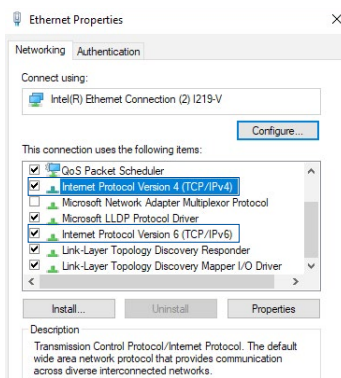 Ethernet Properties
Networking Authentication
Connect using:
Intel(R) Ethernet Connection (2) I219-V
Configure...
This connection uses the following items:
QoS Packet Scheduler
Internet Protocol Version 4 (TCP/IPv4)
Microsoft Network Adapter Multiplexor Protocol
Microsoft LLDP Protocol Driver
Internet Protocol Version 6 (TCP/IPv6)
Link-Layer Topology Discovery Responder
Link-Layer Topology Discovery Mapper I/O Driver
Install... Uninstall Properties
Description
Transmission Control Protocol/Internet Protocol. The default
wide area network protocol that provides communication
across diverse interconnected networks.